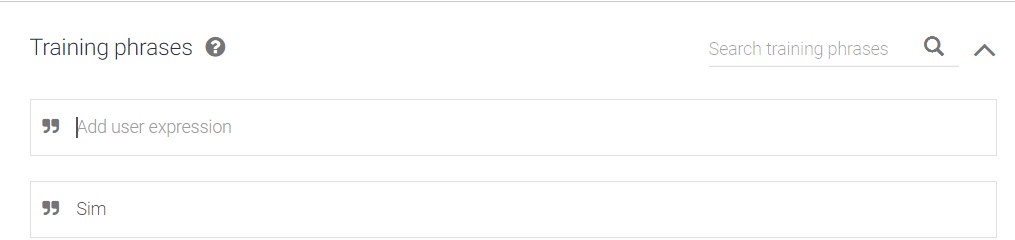 Training phrases
Search training phrases
Add user expression
Sim